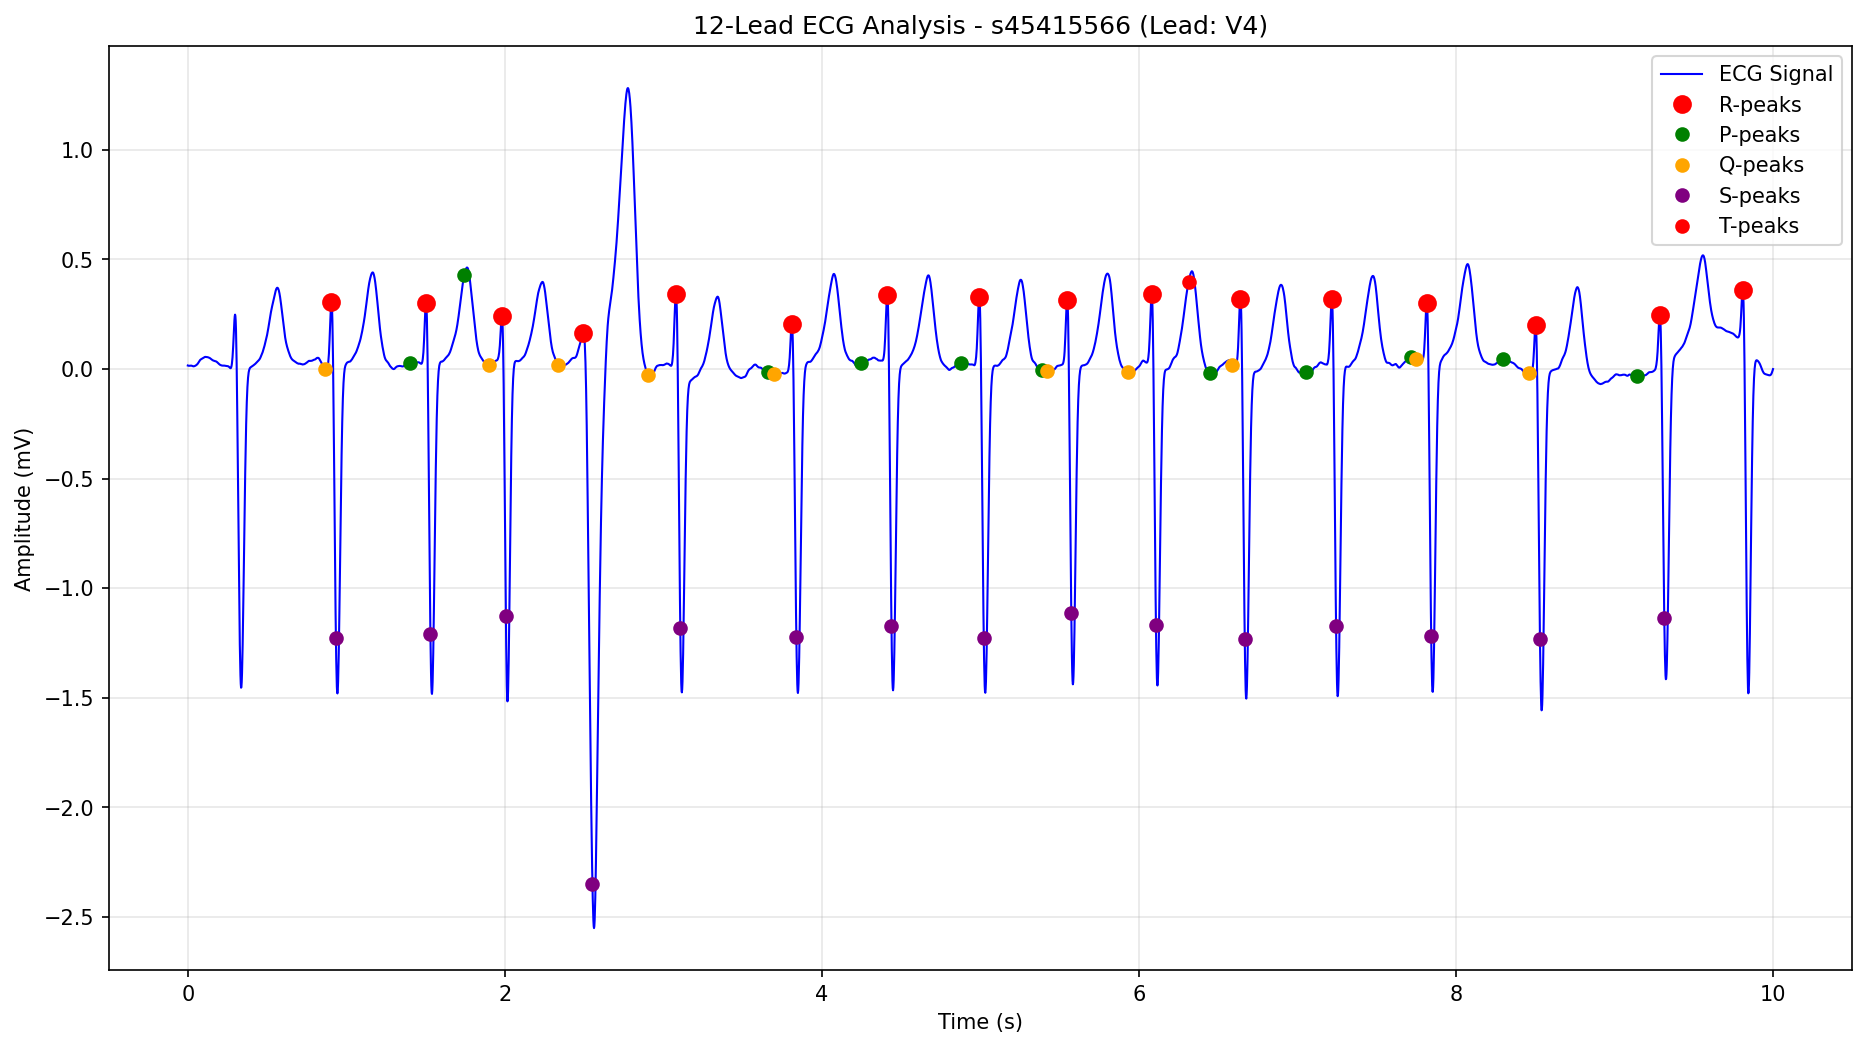 12-Lead ECG Analysis - s45415566 (Lead: V4)
ECG Signal
R-peaks
P-peaks
Q-peaks
S-peaks
T-peaks
Amplitude (mV)
1.0
0.5
0.0
−0.5
−1.0
−1.5
−2.0
−2.5
0 2 4 6 8 10
Time (s)